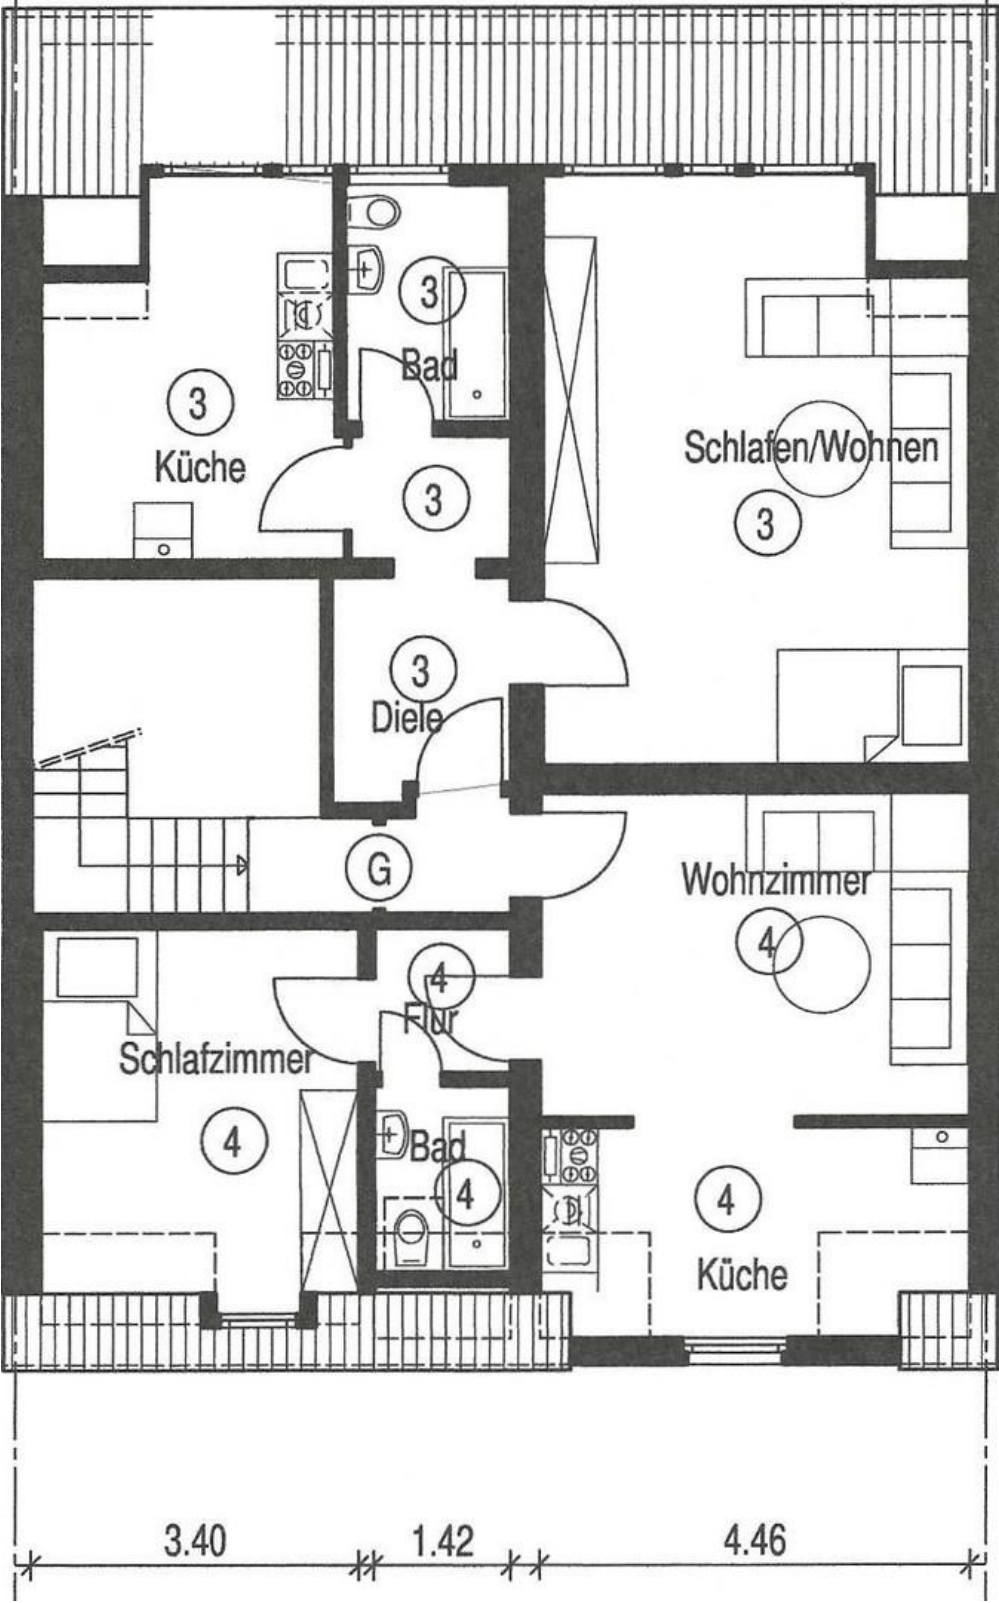 3
Bad
3
Küche
3
Schlafen/Wohnen
3
3
Diele
G
Wohnzimmer
4
4
Flur
Schlafzimmer
4
Bad
4
4
Küche
3.40 1.42 4.46